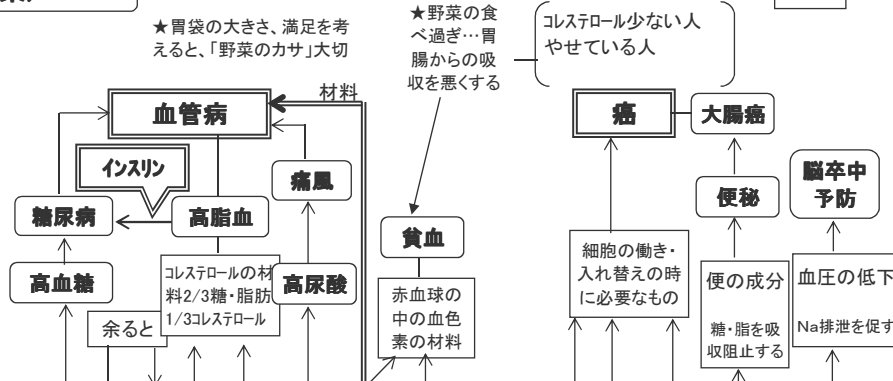 ★胃袋の大きさ、満足を考
えると、「野菜のカサ」大切
★野菜の食
べ過ぎ…胃
腸からの吸
収を悪くする
コレステロール少ない人
やせている人
材料
血管病
インスリン
糖尿病
高脂血
痛風
高血糖
コレステロールの材
料2/3糖・脂肪
1/3コレステロール
高尿酸
余ると
貧血
赤血球の
中の血色
素の材料
癌
大腸癌
便秘
脳卒中
予防
細胞の働き・
入れ替えの時
に必要なもの
便の成分
糖・脂を吸
収阻止する
血圧の低下
Na排泄を促す